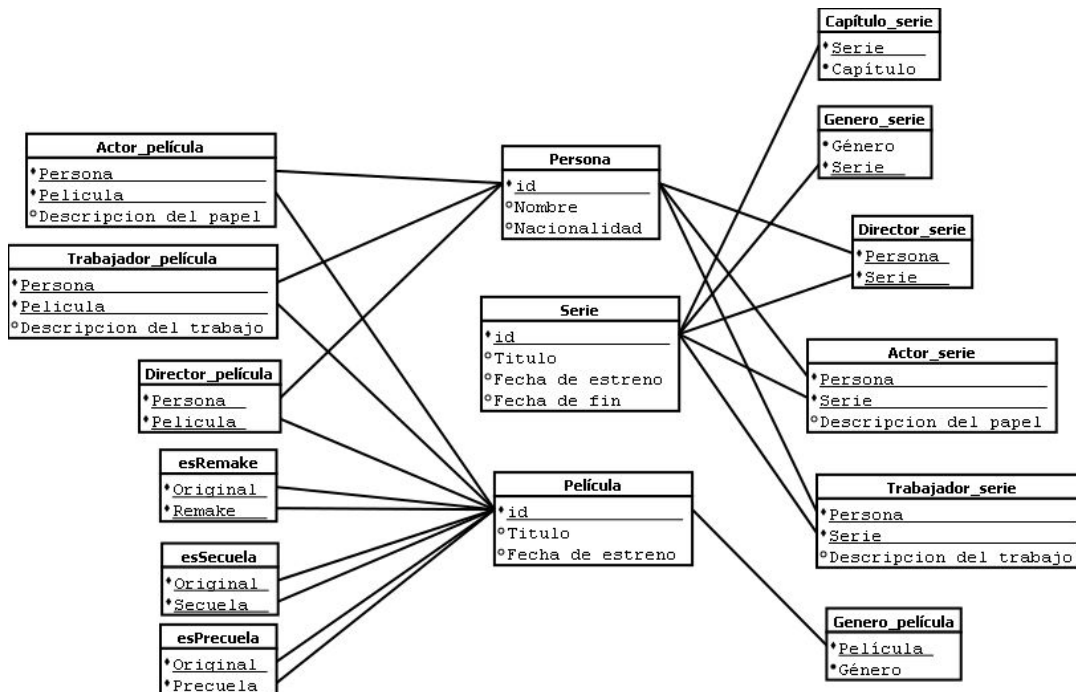 Actor_película
Persona
Pelicula
Descripcion del papel
Trabajador_película
Persona
Pelicula
Descripcion del trabajo
Director_película
Persona
Pelicula
esRemake
Original
Remake
esSecuela
Original
Secuela
esPrecuela
Original
Precuela
Persona
id
Nombre
Nacionalidad
Serie
id
Titulo
Fecha de estreno
Fecha de fin
Película
id
Titulo
Fecha de estreno
Capítulo_serie
Serie
Capítulo
Genero_serie
Género
Serie
Director_serie
Persona
Serie
Actor_serie
Persona
Serie
Descripcion del papel
Trabajador_serie
Persona
Serie
Descripcion del trabajo
Genero_película
Película
Género